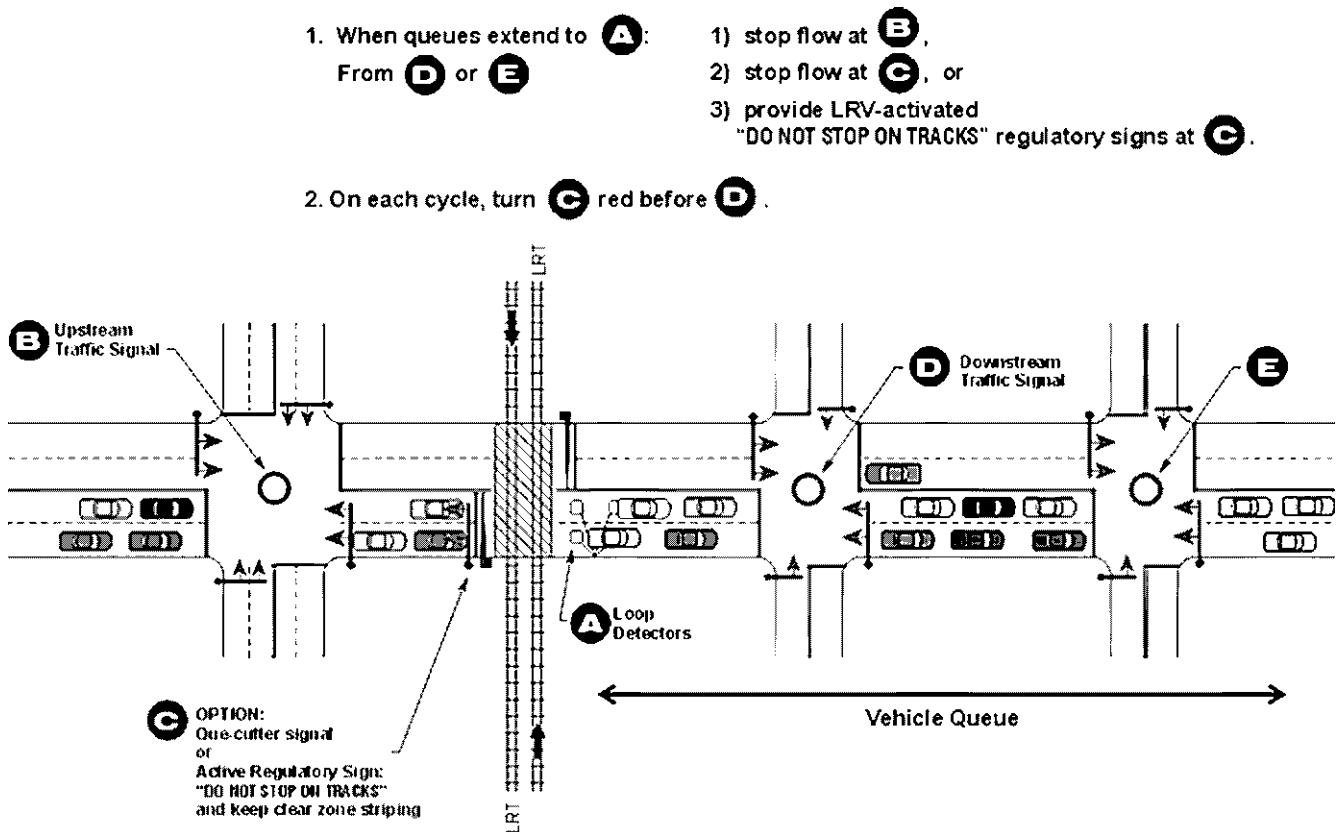 1. When queues extend to A:
From D or E
1) stop flow at B,
2) stop flow at C, or
3) provide LRV-activated
"DO NOT STOP ON TRACKS" regulatory signs at C.
2. On each cycle, turn C red before D.
LRT
B Upstream
Traffic Signal
D Downstream
Traffic Signal
E
A Loop
Detectors
Vehicle Queue
C OPTION:
Que-cutter signal
or
Active Regulatory Sign:
"DO NOT STOP ON TRACKS"
and keep clear zone striping
LRT